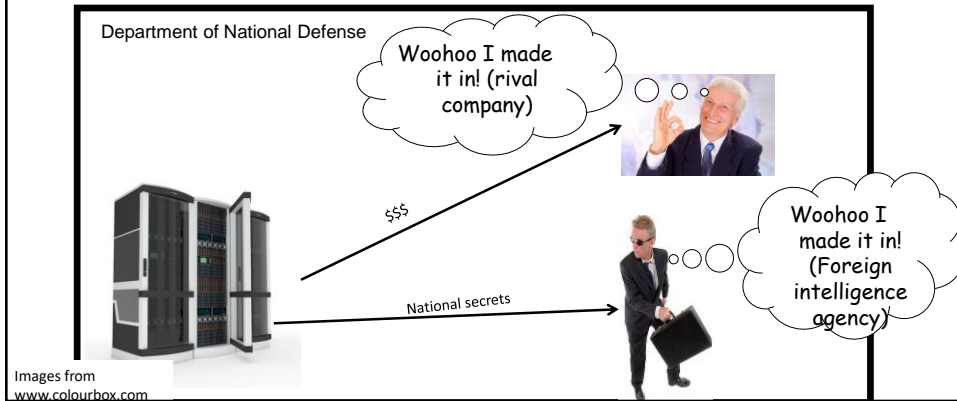 Department of National Defense
Woohoo I made
it in! (rival
company)
$$$
Woohoo I
made it in!
(Foreign
intelligence
agency)
National secrets
Images from
www.colourbox.com